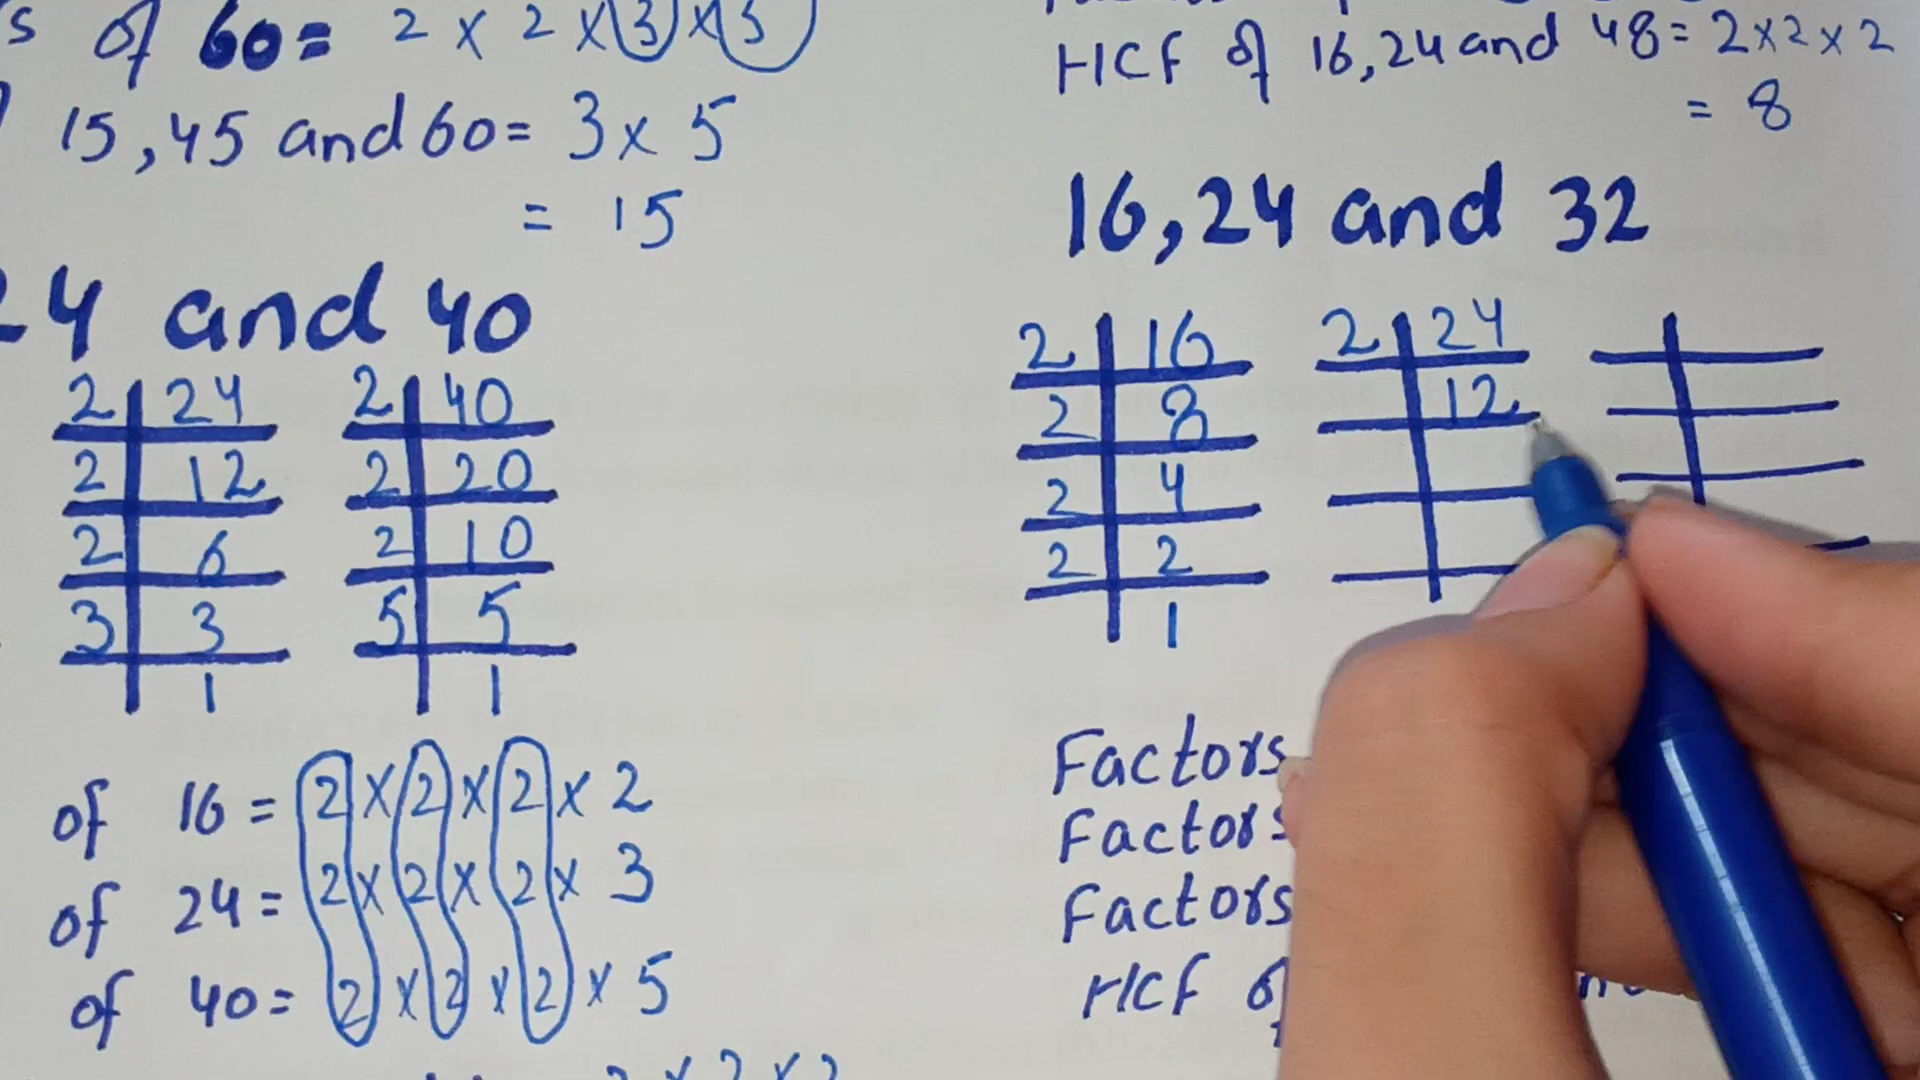 of 60= 2 x 2 x 3 x 5
15,45 and 60= 3 x 5
= 15
24 and 40
2 24 2 40
2 12 2 20
2 6 2 10
3 3 5 5
1 1
of 16 = 2 x 2 x 2 x 2
of 24 = 2 x 2 x 2 x 3
of 40 = 2 x 2 x 2 x 5
HCF of 16,24 and 48= 2x2x2
= 8
16,24 and 32
2 16 2 24
2 8 12
2 4
2 2
1
Factors
Factors
Factors
HCF of